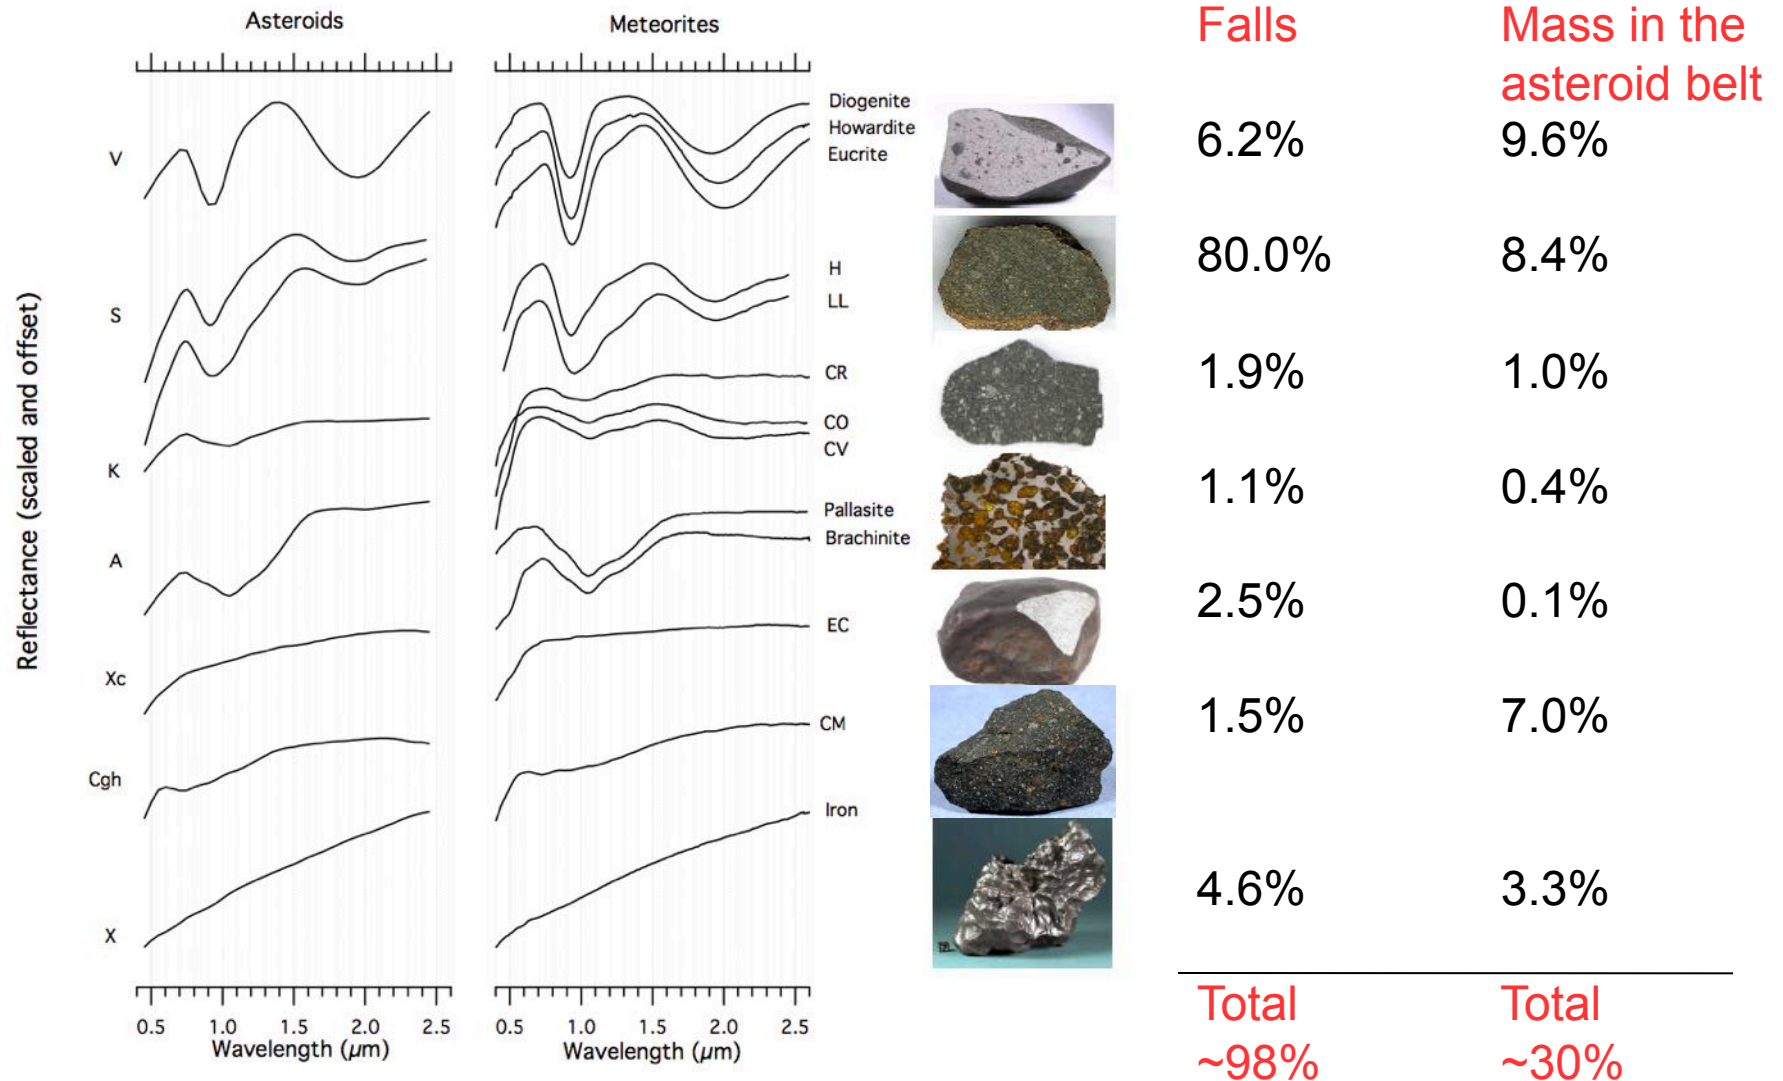 Asteroids
Meteorites
Falls
Mass in the
asteroid belt
Reflectance (scaled and offset)
V
Diogenite
Howardite
Eucrite
6.2%
9.6%
S
H
LL
80.0%
8.4%
K
CR
CO
CV
1.9%
1.0%
A
Pallasite
Brachinite
1.1%
0.4%
Xc
EC
2.5%
0.1%
Cgh
CM
1.5%
7.0%
X
Iron
4.6%
3.3%
0.5 1.0 1.5 2.0 2.5
Wavelength (µm)
0.5 1.0 1.5 2.0 2.5
Wavelength (µm)
Total
~98%
Total
~30%